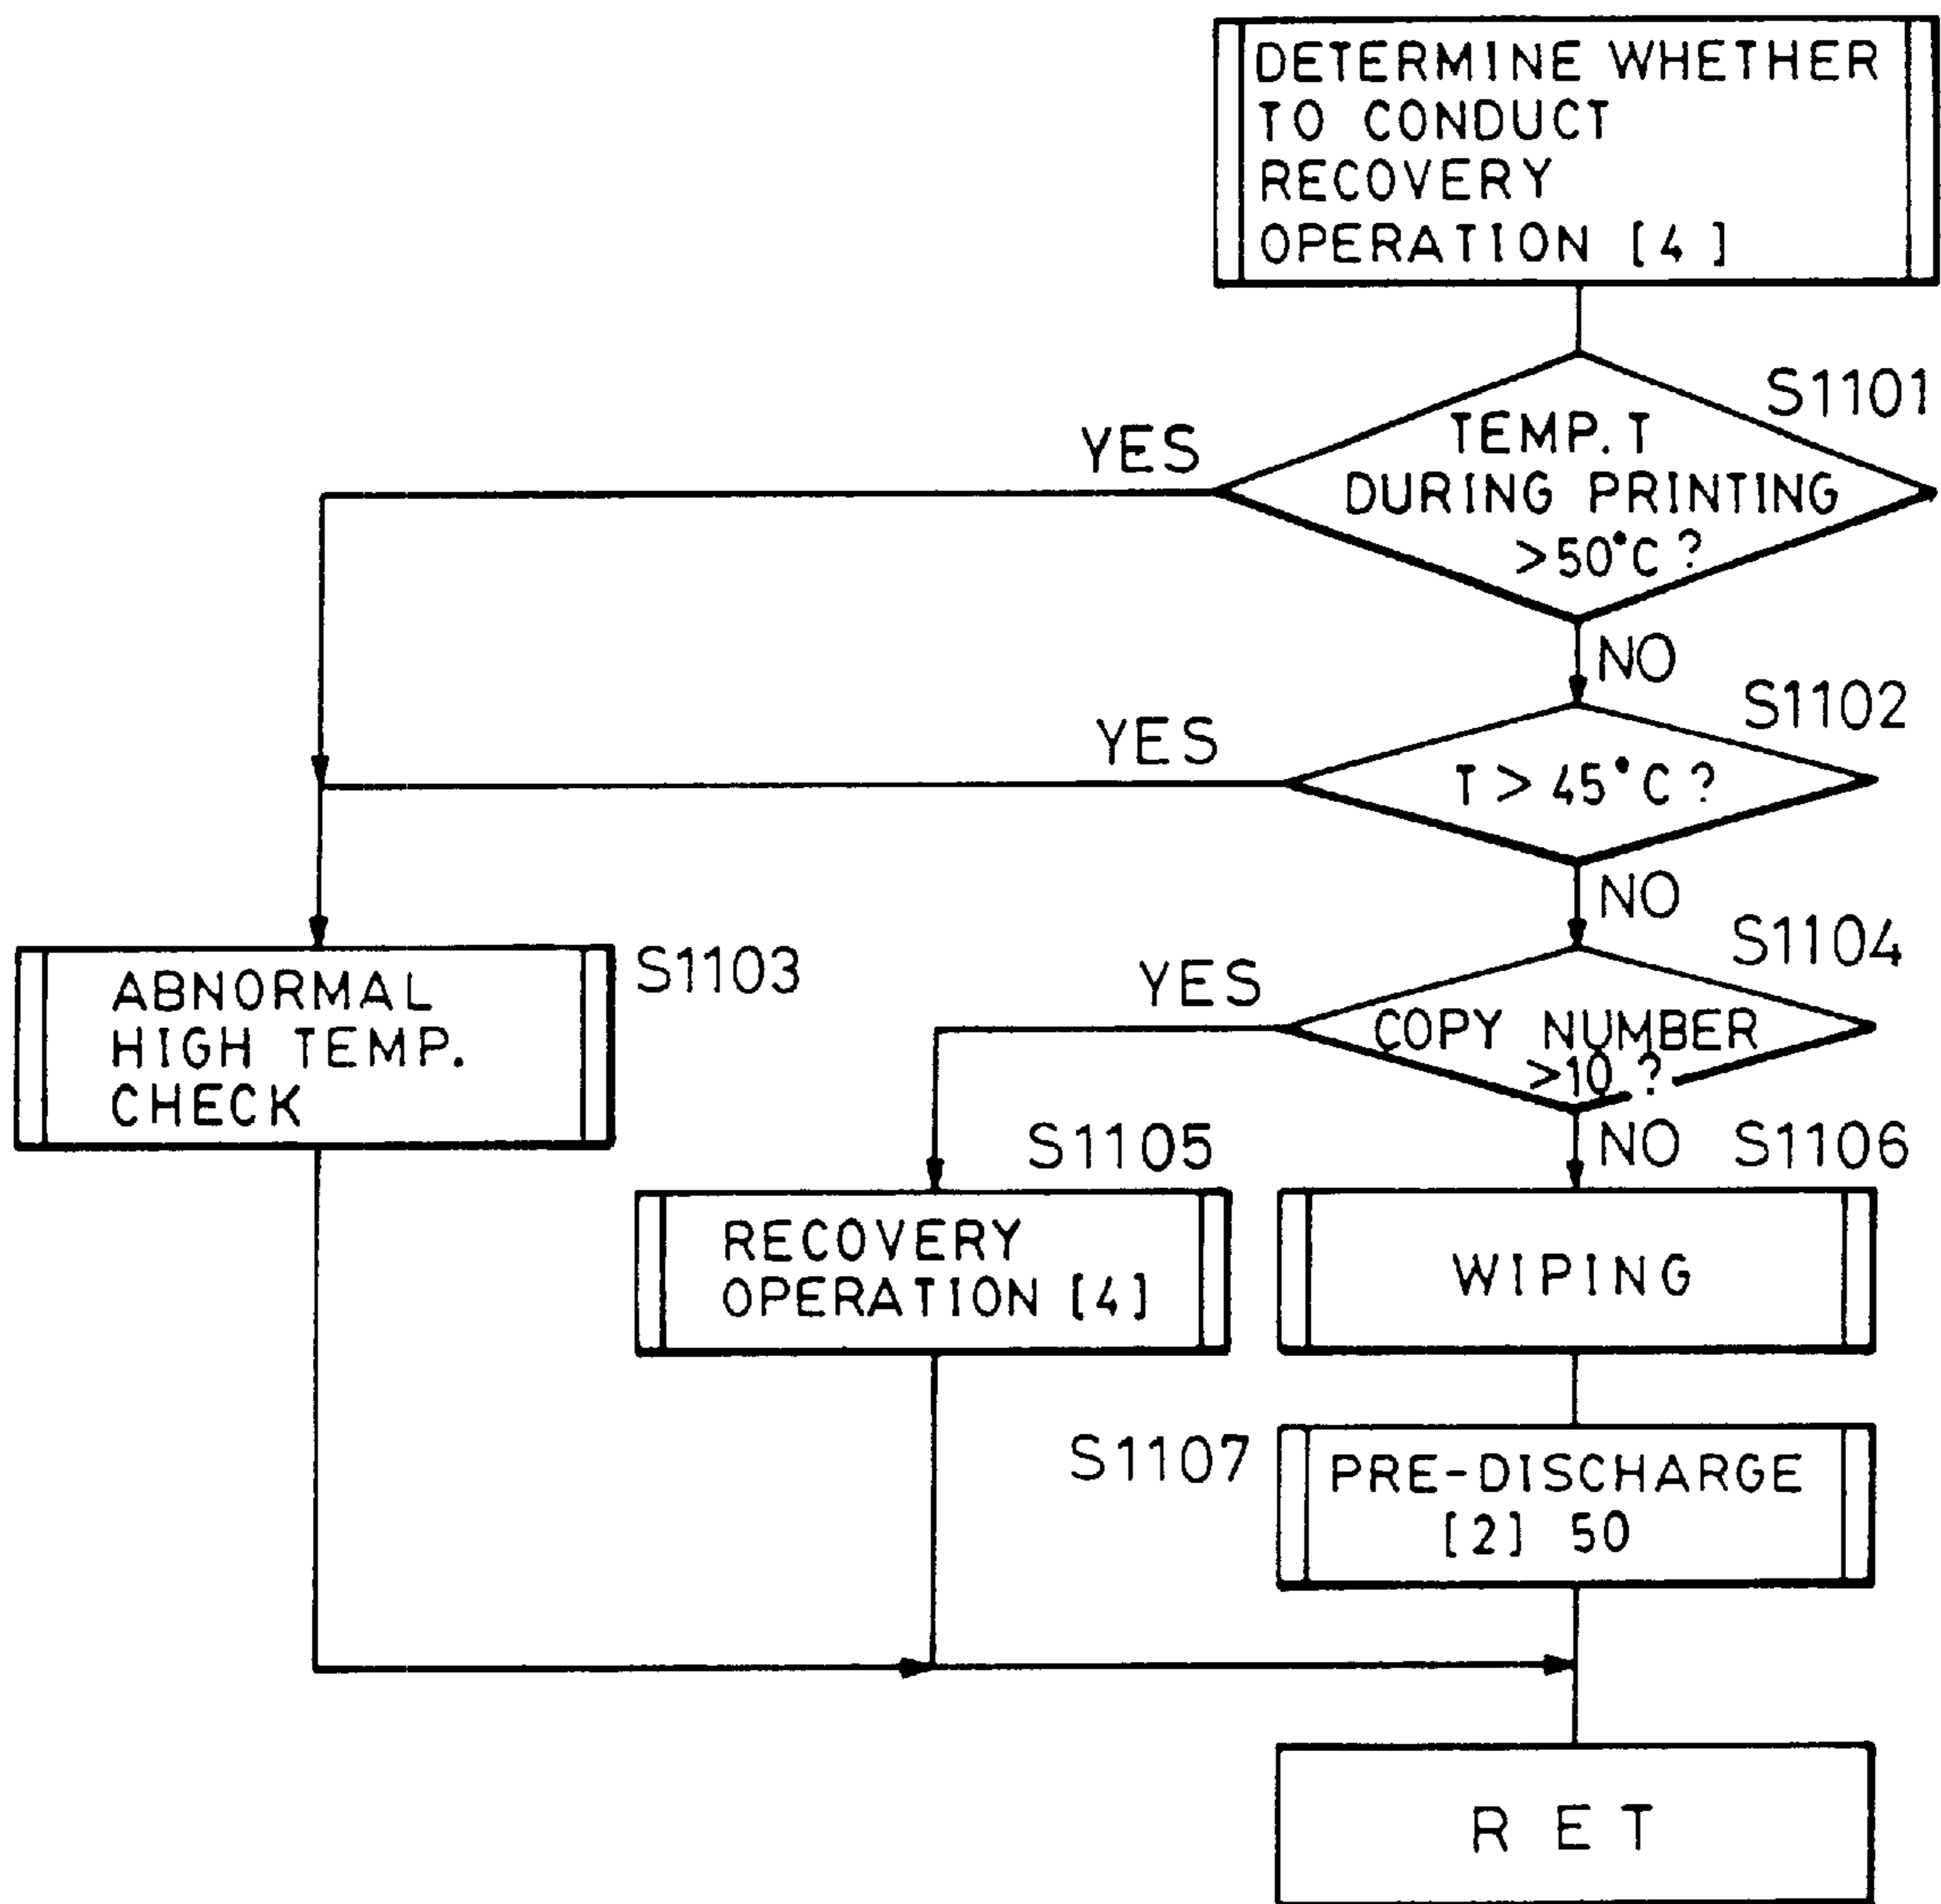 DETERMINE WHETHER
TO CONDUCT
RECOVERY
OPERATION [4]
S1101
TEMP. T
DURING PRINTING
>50°C?
YES
NO
S1102
T > 45°C?
YES
NO
S1104
COPY NUMBER
>10 ?
YES
NO
S1103
ABNORMAL
HIGH TEMP.
CHECK
S1105
RECOVERY
OPERATION [4]
S1106
WIPING
S1107
PRE-DISCHARGE
[2] 50
RET